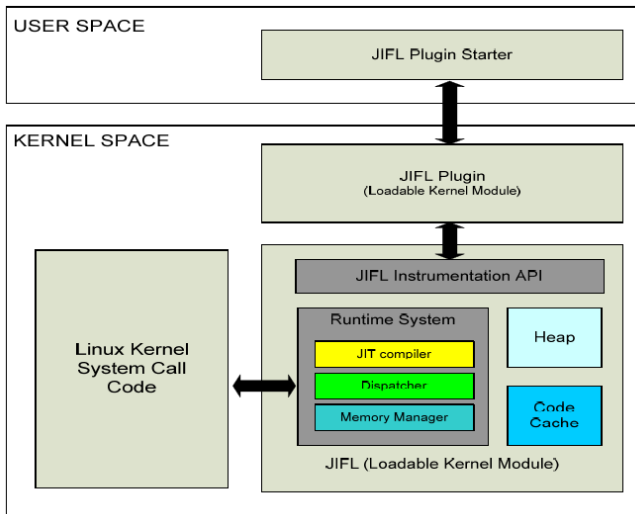 USER SPACE
JIFL Plugin Starter
KERNEL SPACE
JIFL Plugin
(Loadable Kernel Module)
JIFL Instrumentation API
Runtime System
JIT compiler
Dispatcher
Memory Manager
Heap
Code
Cache
JIFL (Loadable Kernel Module)
Linux Kernel
System Call
Code